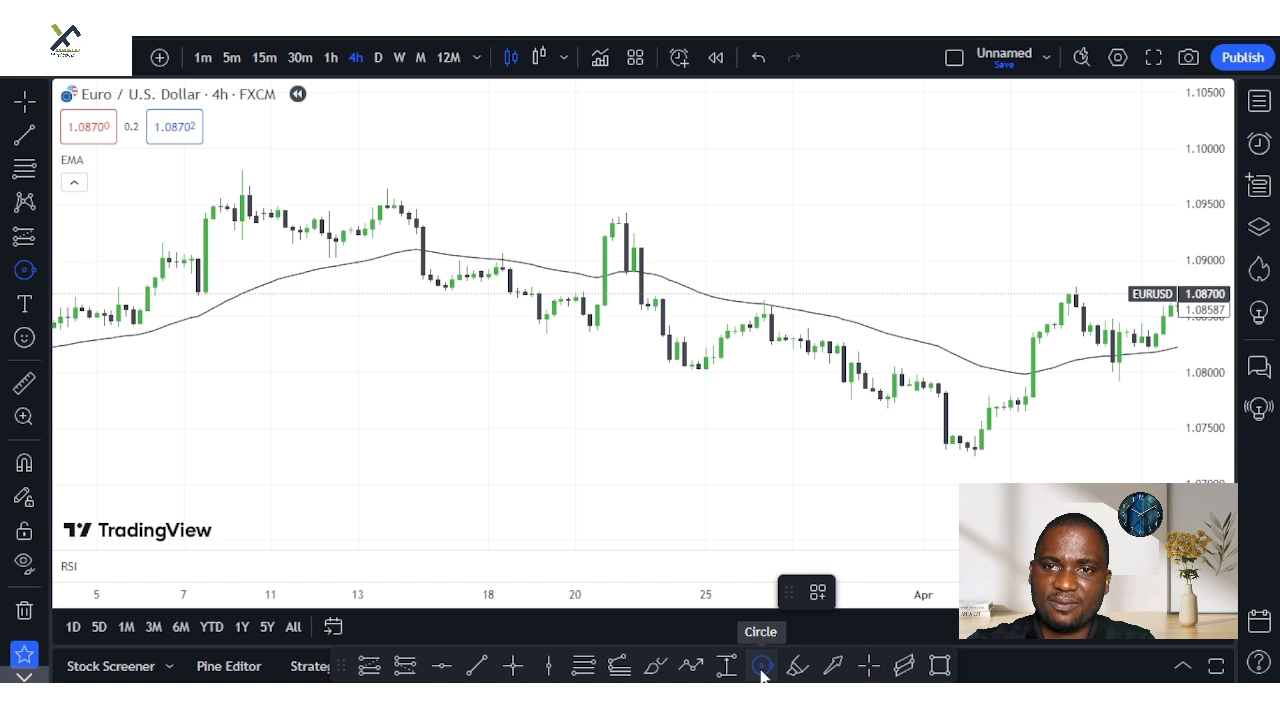 1m 5m 15m 30m 1h 4h D W M 12M
Unnamed
Save
Publish
Euro / U.S. Dollar · 4h · FXCM
1.08700 0.2 1.08702
EMA
1.10500
1.10000
1.09500
1.09000
EURUSD 1.08700
1.08587
1.08000
1.07500
TradingView
RSI
5 7 11 13 18 20 25 Apr
1D 5D 1M 3M 6M YTD 1Y 5Y All
Circle
Stock Screener Pine Editor Strate